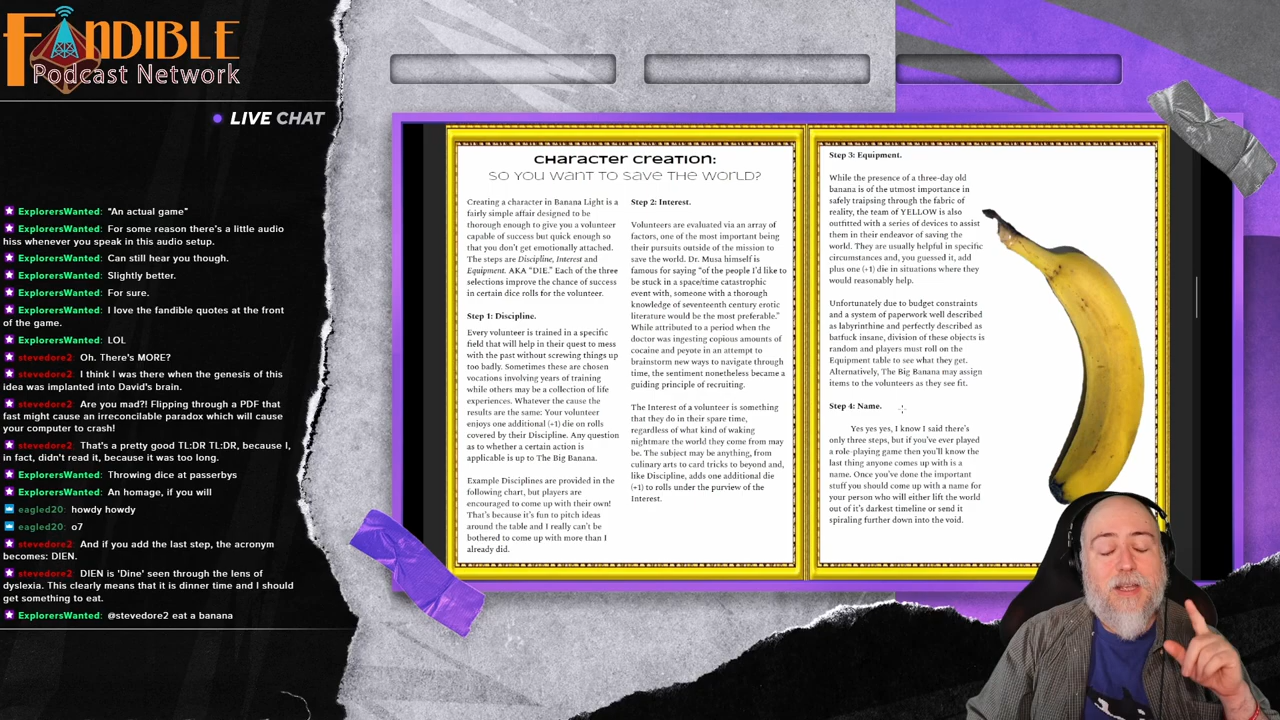 FANDIBLE
Podcast Network
LIVE CHAT
ExplorersWanted: "An actual game"
ExplorersWanted: For some reason there's a little audio
hiss whenever you speak in this audio setup.
ExplorersWanted: Can still hear you though.
ExplorersWanted: Slightly better.
ExplorersWanted: For sure.
ExplorersWanted: I love the fandible quotes at the front
of the game.
ExplorersWanted: LOL
stevedore2: Oh. There's MORE?
stevedore2: I think I was there when the genesis of this
idea was implanted into David's brain.
stevedore2: Are you mad?! Flipping through a PDF that
fast might cause an irreconcilable paradox which will cause
your computer to crash!
stevedore2: That's a pretty good TL:DR TL:DR, because I,
in fact, didn't read it, because it was too long.
ExplorersWanted: Throwing dice at passerbys
ExplorersWanted: An homage, if you will
eagled20: howdy howdy
eagled20: o7
stevedore2: And if you add the last step, the acronym
becomes: DIEN.
stevedore2: DIEN is 'Dine' seen through the lens of
dyslexia. This clearly means that it is dinner time and I should
get something to eat.
ExplorersWanted: @stevedore2 eat a banana
Character Creation:
So You Want to Save the World?
Creating a character in Banana Light is a
fairly simple affair designed to be
thorough enough to give you a volunteer
capable of success but quick enough so
that you don't get emotionally attached.
The steps are Discipline, Interest and
Equipment. AKA "DIE." Each of the three
selections improve the chance of success
in certain dice rolls for the volunteer.
Step 1: Discipline.
Every volunteer is trained in a specific
field that will help in their quest to mess
with the past without screwing things up
too badly. Sometimes these are chosen
vocations involving years of training
while others may be a collection of life
experiences. Whatever the cause the
results are the same: Your volunteer
enjoys one additional (+1) die on rolls
covered by their Discipline. Any question
as to whether a certain action is
applicable is up to The Big Banana.
Example Disciplines are provided in the
following chart, but players are
encouraged to come up with their own!
That's because it's fun to pitch ideas
around the table and I really can't be
bothered to come up with more than I
already did.
Step 2: Interest.
Volunteers are evaluated via an array of
factors, one of the most important being
their pursuits outside of the mission to
save the world. Dr. Musa himself is
famous for saying "of the people I'd like to
be stuck in a space/time catastrophic
event with, someone with a thorough
knowledge of seventeenth century erotic
literature would be the most preferable."
While attributed to a period when the
doctor was ingesting copious amounts of
cocaine and peyote in an attempt to
brainstorm new ways to navigate through
time, the sentiment nonetheless became a
guiding principle of recruiting.
The Interest of a volunteer is something
that they do in their spare time,
regardless of what kind of waking
nightmare the world they come from may
be. The subject may be anything, from
culinary arts to card tricks to beyond and,
like Discipline, adds one additional die
(+1) to rolls under the purview of the
Interest.
Step 3: Equipment.
While the presence of a three-day old
banana is of the utmost importance in
safely traipsing through the fabric of
reality, the team of YELLOW is also
outfitted with a series of devices to assist
them in their endeavor of saving the
world. They are usually helpful in specific
circumstances and, you guessed it, add
plus one (+1) die in situations where they
would reasonably help.
Unfortunately due to budget constraints
and a system of paperwork well described
as labyrinthine and perfectly described as
batfuck insane, division of these objects is
random and players must roll on the
Equipment table to see what they get.
Alternatively, The Big Banana may assign
items to the volunteers as they see fit.
Step 4: Name.
Yes yes yes, I know I said there's
only three steps, but if you've ever played
a role-playing game then you'll know the
last thing anyone comes up with is a
name. Once you've done the important
stuff you should come up with a name for
your person who will either lift the world
out of it's darkest timeline or send it
spiraling further down into the void.